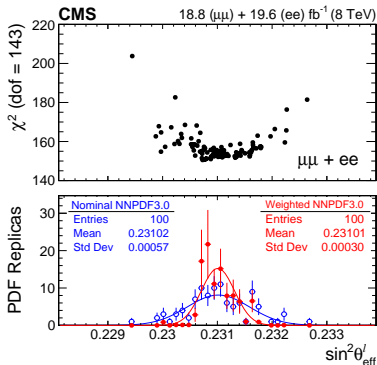 CMS 18.8 (μμ) + 19.6 (ee) fb⁻¹ (8 TeV)
χ² (dof = 143)
220
200
180
160
140
μμ + ee
PDF Replicas
30
20
10
0
Nominal NNPDF3.0
Entries 100
Mean 0.23102
Std Dev 0.00057
Weighted NNPDF3.0
Entries 100
Mean 0.23101
Std Dev 0.00030
0.229 0.23 0.231 0.232 0.233
sin²θˡeff